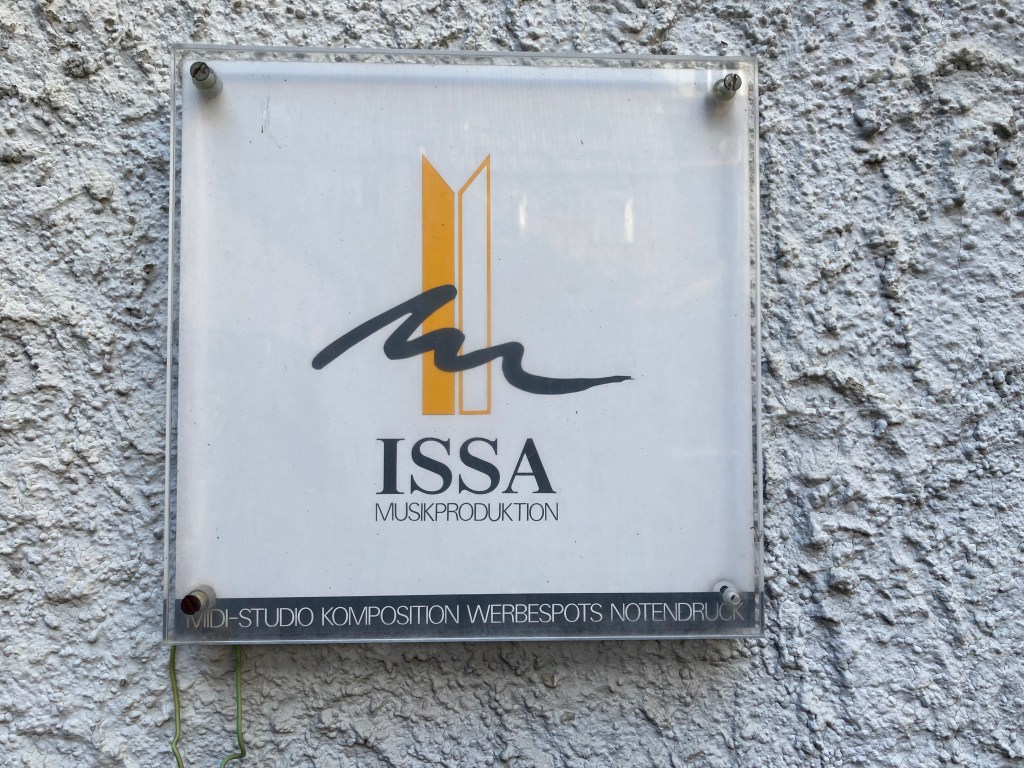 ISSA
MUSIKPRODUKTION
MIDI-STUDIO KOMPOSITION WERBESPOTS NOTENDRUCK